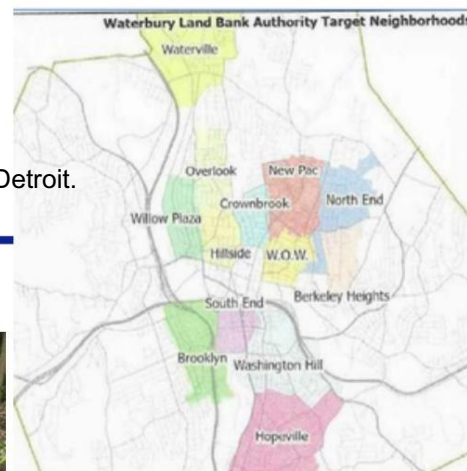 Waterbury Land Bank Authority Target Neighborhoods
Waterville
Detroit.
Overlook
New Pac
Crownbrook
North End
Willow Plaza
Hillside
W.O.W.
Berkeley Heights
South End
Brooklyn
Washington Hill
Hopeville